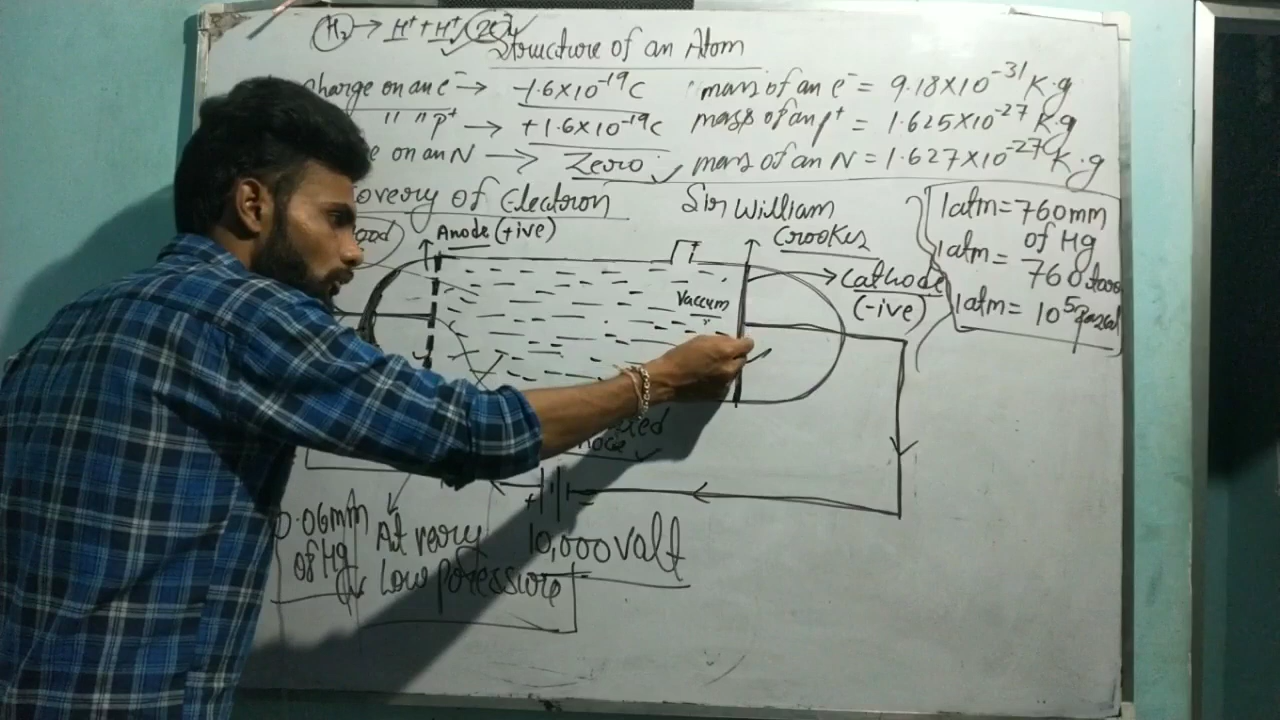 H₂ → H⁺ + H⁺ (2e⁻)
Structure of an Atom
Charge on an e⁻ → -1.6×10⁻¹⁹C mass of an e⁻ = 9.18×10⁻³¹ K.g
" " p⁺ → +1.6×10⁻¹⁹C mass of an p⁺ = 1.625×10⁻²⁷ K.g
e on an N → Zero mass of an N = 1.627×10⁻²⁷ K.g
overy of Electron Sir William
Crookes
Anode (+ive)
Cathode
(-ive)
Vaccum
1atm = 760mm
of Hg
1atm =
760
1atm = 10⁵
+ -
10,000 valt
0.06mm
of Hg
At very
Low pressure